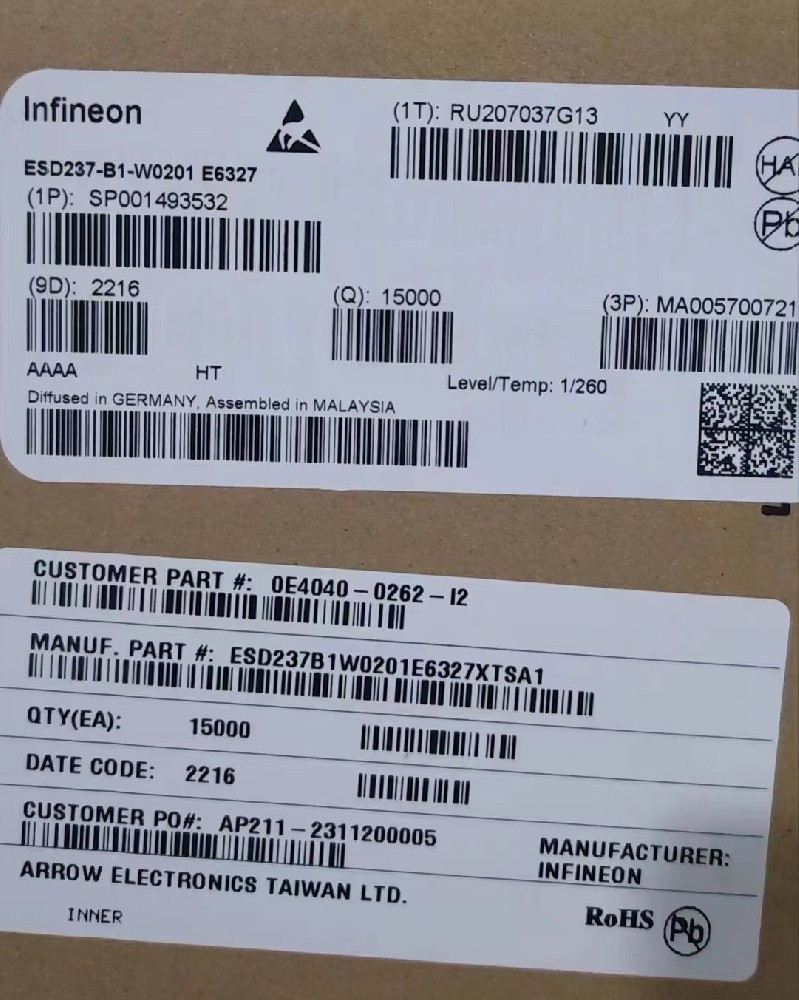 Infineon
(1T): RU207037G13 YY
ESD237-B1-W0201 E6327
(1P): SP001493532
Pb
(9D): 2216
(Q): 15000
(3P): MA005700721
AAAA HT
Level/Temp: 1/260
Diffused in GERMANY, Assembled in MALAYSIA
CUSTOMER PART #: 0E4040-0262-I2
MANUF. PART #: ESD237B1W0201E6327XTSA1
QTY(EA): 15000
DATE CODE: 2216
CUSTOMER PO#: AP211-2311200005
MANUFACTURER:
INFINEON
ARROW ELECTRONICS TAIWAN LTD.
INNER
RoHS Pb